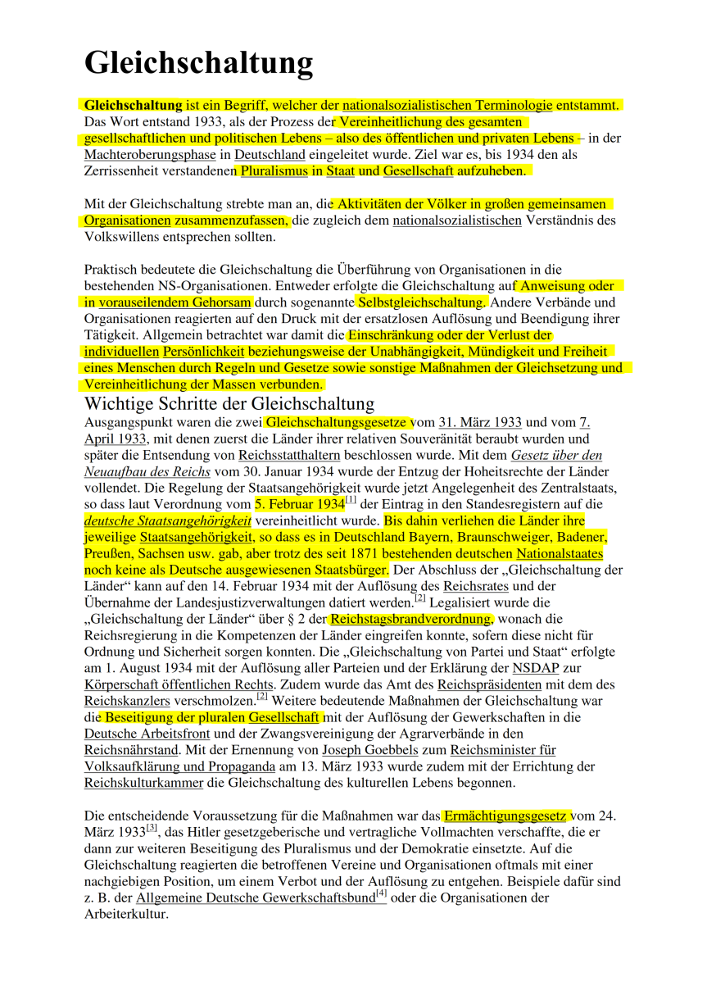 Gleichschaltung
Gleichschaltung ist ein Begriff, welcher der nationalsozialistischen Terminologie entstammt.
Das Wort entstand 1933, als der Prozess der Vereinheitlichung des gesamten
gesellschaftlichen und politischen Lebens – also des öffentlichen und privaten Lebens – in der
Machteroberungsphase in Deutschland eingeleitet wurde. Ziel war es, bis 1934 den als
Zerrissenheit verstandenen Pluralismus in Staat und Gesellschaft aufzuheben.
Mit der Gleichschaltung strebte man an, die Aktivitäten der Völker in großen gemeinsamen
Organisationen zusammenzufassen, die zugleich dem nationalsozialistischen Verständnis des
Volkswillens entsprechen sollten.
Praktisch bedeutete die Gleichschaltung die Überführung von Organisationen in die
bestehenden NS-Organisationen. Entweder erfolgte die Gleichschaltung auf Anweisung oder
in vorauseilendem Gehorsam durch sogenannte Selbstgleichschaltung. Andere Verbände und
Organisationen reagierten auf den Druck mit der ersatzlosen Auflösung und Beendigung ihrer
Tätigkeit. Allgemein betrachtet war damit die Einschränkung oder der Verlust der
individuellen Persönlichkeit beziehungsweise der Unabhängigkeit, Mündigkeit und Freiheit
eines Menschen durch Regeln und Gesetze sowie sonstige Maßnahmen der Gleichsetzung und
Vereinheitlichung der Massen verbunden.
Wichtige Schritte der Gleichschaltung
Ausgangspunkt waren die zwei Gleichschaltungsgesetze vom 31. März 1933 und vom 7.
April 1933, mit denen zuerst die Länder ihrer relativen Souveränität beraubt wurden und
später die Entsendung von Reichsstatthaltern beschlossen wurde. Mit dem Gesetz über den
Neuaufbau des Reichs vom 30. Januar 1934 wurde der Entzug der Hoheitsrechte der Länder
vollendet. Die Regelung der Staatsangehörigkeit wurde jetzt Angelegenheit des Zentralstaats,
so dass laut Verordnung vom 5. Februar 1934[1] der Eintrag in den Standesregistern auf die
deutsche Staatsangehörigkeit vereinheitlicht wurde. Bis dahin verliehen die Länder ihre
jeweilige Staatsangehörigkeit, so dass es in Deutschland Bayern, Braunschweiger, Badener,
Preußen, Sachsen usw. gab, aber trotz des seit 1871 bestehenden deutschen Nationalstaates
noch keine als Deutsche ausgewiesenen Staatsbürger. Der Abschluss der „Gleichschaltung der
Länder“ kann auf den 14. Februar 1934 mit der Auflösung des Reichsrates und der
Übernahme der Landesjustizverwaltungen datiert werden.[2] Legalisiert wurde die
„Gleichschaltung der Länder“ über § 2 der Reichstagsbrandverordnung, wonach die
Reichsregierung in die Kompetenzen der Länder eingreifen konnte, sofern diese nicht für
Ordnung und Sicherheit sorgen konnten. Die „Gleichschaltung von Partei und Staat“ erfolgte
am 1. August 1934 mit der Auflösung aller Parteien und der Erklärung der NSDAP zur
Körperschaft öffentlichen Rechts. Zudem wurde das Amt des Reichspräsidenten mit dem des
Reichskanzlers verschmolzen.[2] Weitere bedeutende Maßnahmen der Gleichschaltung war
die Beseitigung der pluralen Gesellschaft mit der Auflösung der Gewerkschaften in die
Deutsche Arbeitsfront und der Zwangsvereinigung der Agrarverbände in den
Reichsnährstand. Mit der Ernennung von Joseph Goebbels zum Reichsminister für
Volksaufklärung und Propaganda am 13. März 1933 wurde zudem mit der Errichtung der
Reichskulturkammer die Gleichschaltung des kulturellen Lebens begonnen.
Die entscheidende Voraussetzung für die Maßnahmen war das Ermächtigungsgesetz vom 24.
März 1933[3], das Hitler gesetzgeberische und vertragliche Vollmachten verschaffte, die er
dann zur weiteren Beseitigung des Pluralismus und der Demokratie einsetzte. Auf die
Gleichschaltung reagierten die betroffenen Vereine und Organisationen oftmals mit einer
nachgiebigen Position, um einem Verbot und der Auflösung zu entgehen. Beispiele dafür sind
z. B. der Allgemeine Deutsche Gewerkschaftsbund[4] oder die Organisationen der
Arbeiterkultur.